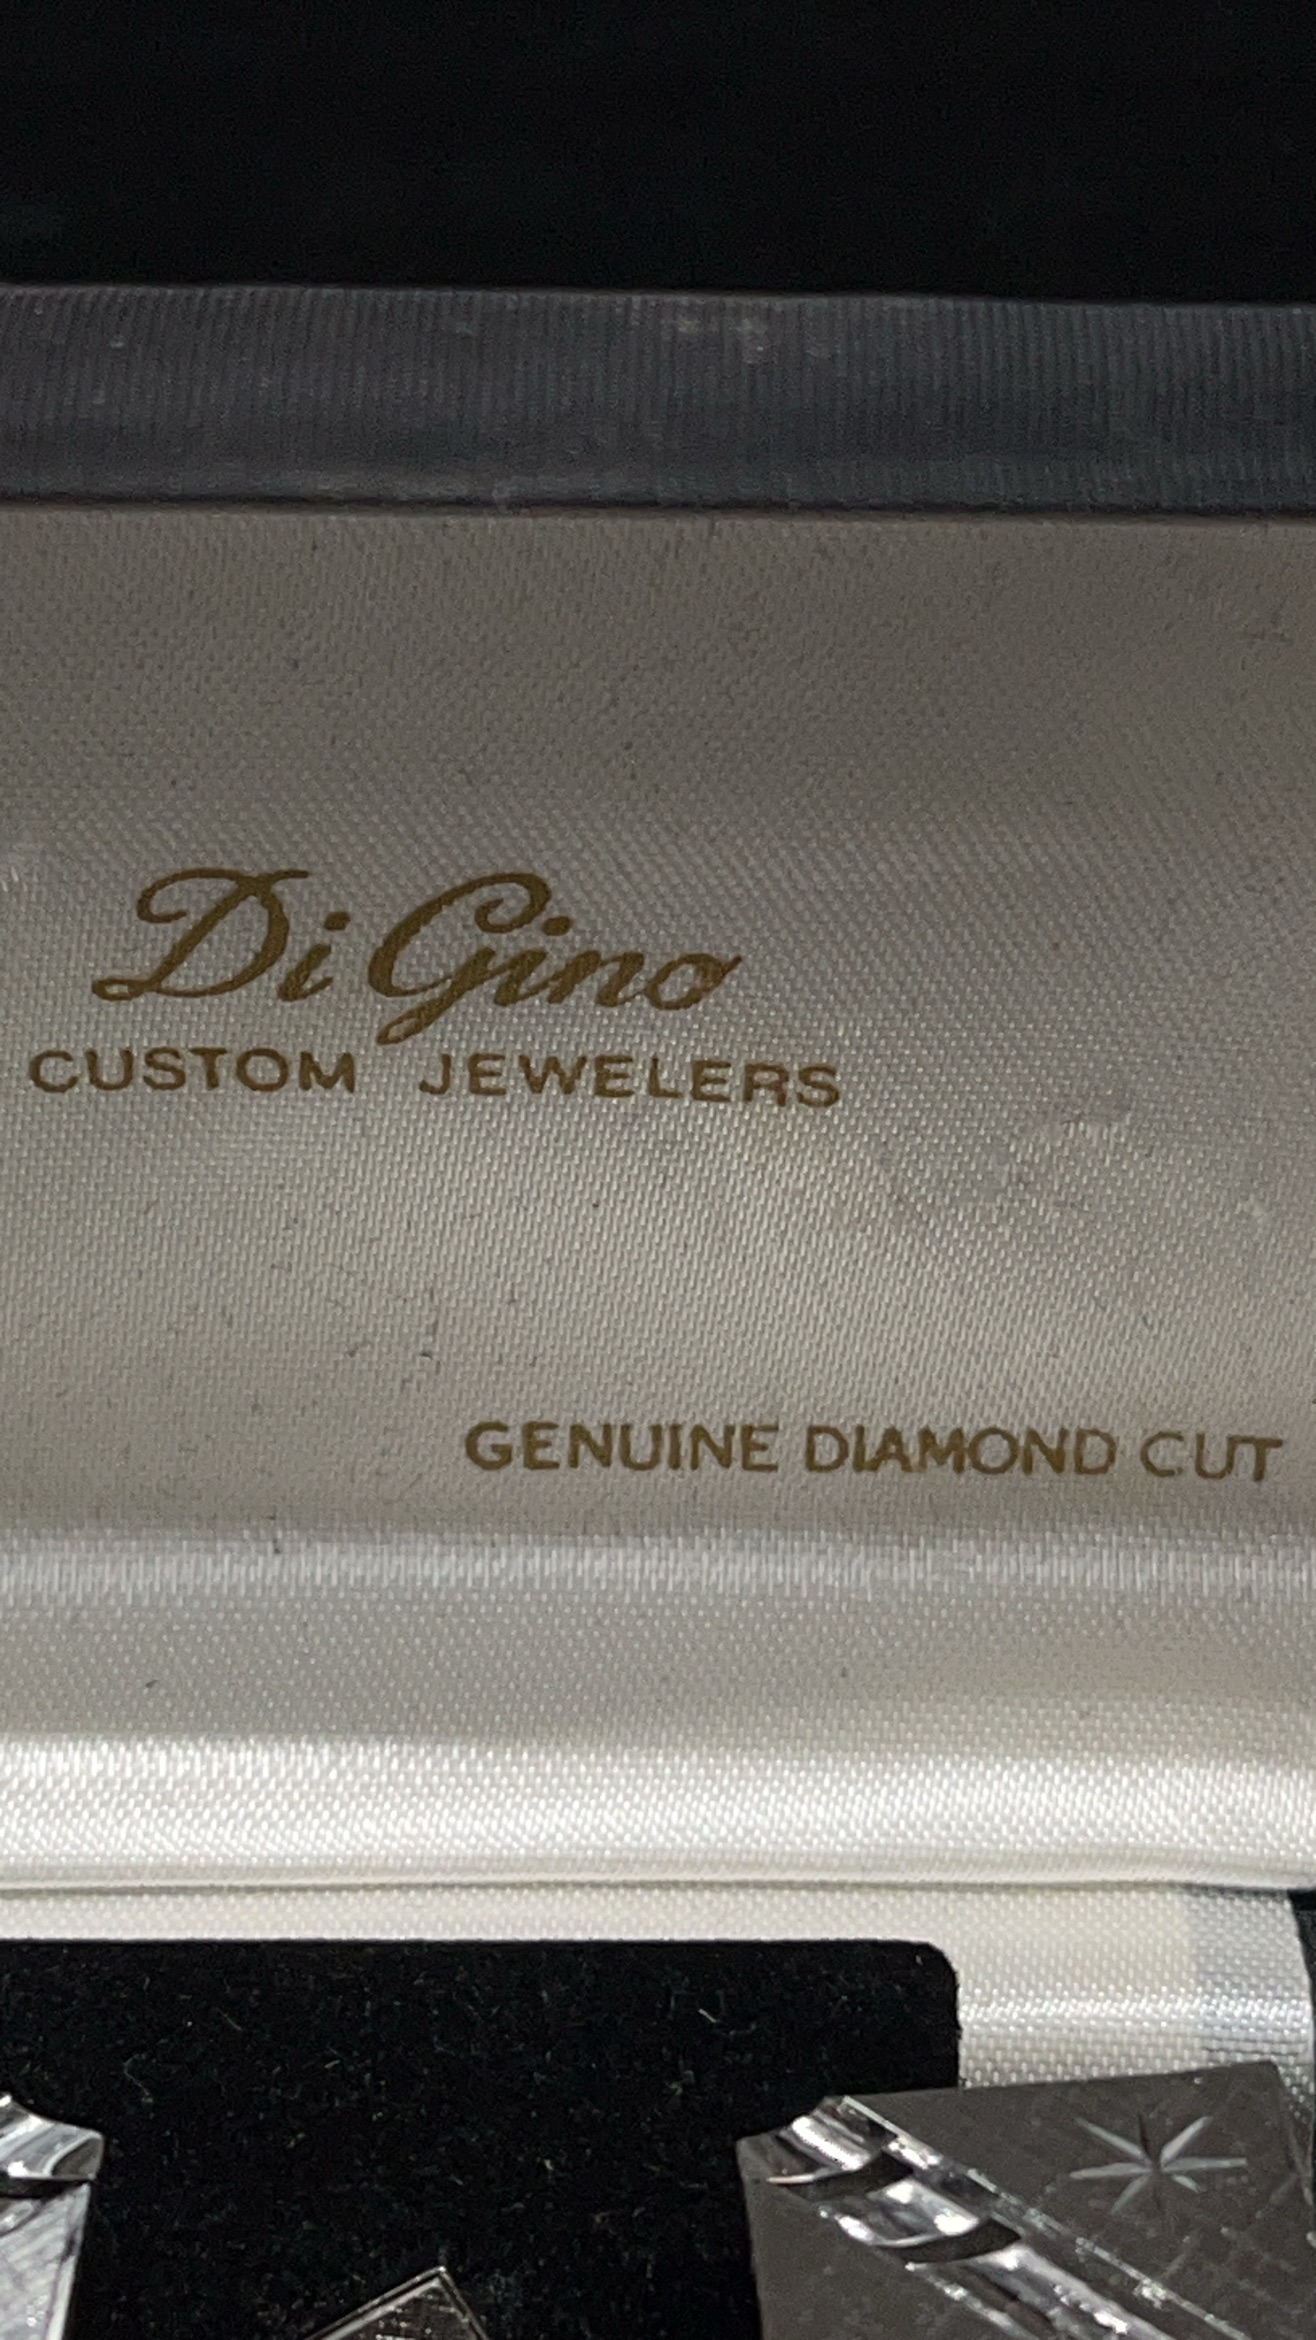 Di Gino
CUSTOM JEWELERS
GENUINE DIAMOND CUT